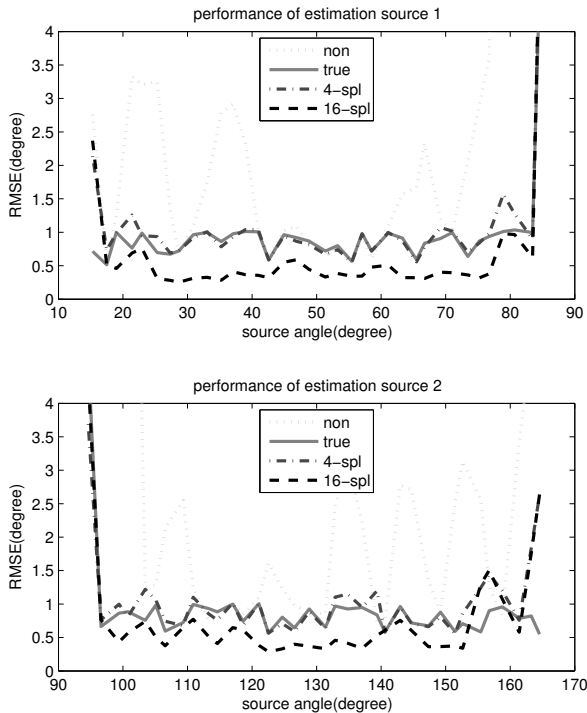 performance of estimation source 1
4
3.5
3
2.5
2
1.5
1
0.5
0
RMSE(degree)
non
true
4−spl
16−spl
10 20 30 40 50 60 70 80 90
source angle(degree)
performance of estimation source 2
4
3.5
3
2.5
2
1.5
1
0.5
0
RMSE(degree)
non
true
4−spl
16−spl
90 100 110 120 130 140 150 160 170
source angle(degree)